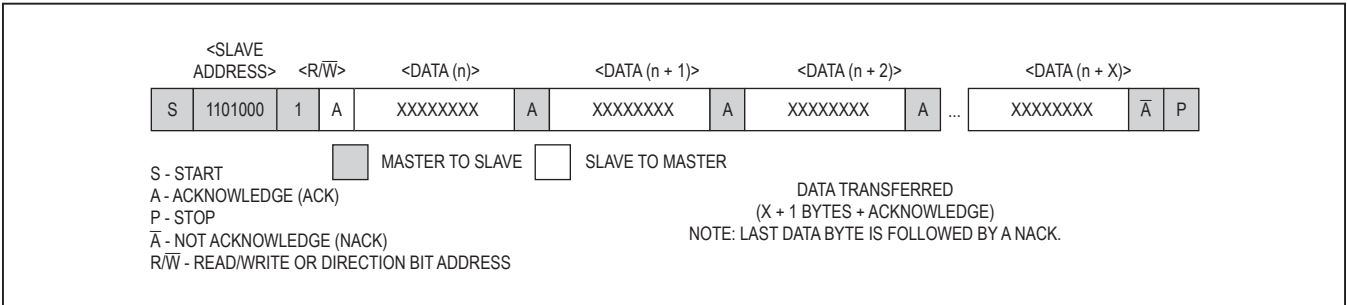 <SLAVE
ADDRESS> <R/W̅> <DATA (n)> <DATA (n + 1)> <DATA (n + 2)> <DATA (n + X)>
S 1101000 1 A XXXXXXXX A XXXXXXXX A XXXXXXXX A ... XXXXXXXX A̅ P
MASTER TO SLAVE SLAVE TO MASTER
S - START
A - ACKNOWLEDGE (ACK)
P - STOP
A̅ - NOT ACKNOWLEDGE (NACK)
R/W̅ - READ/WRITE OR DIRECTION BIT ADDRESS
DATA TRANSFERRED
(X + 1 BYTES + ACKNOWLEDGE)
NOTE: LAST DATA BYTE IS FOLLOWED BY A NACK.